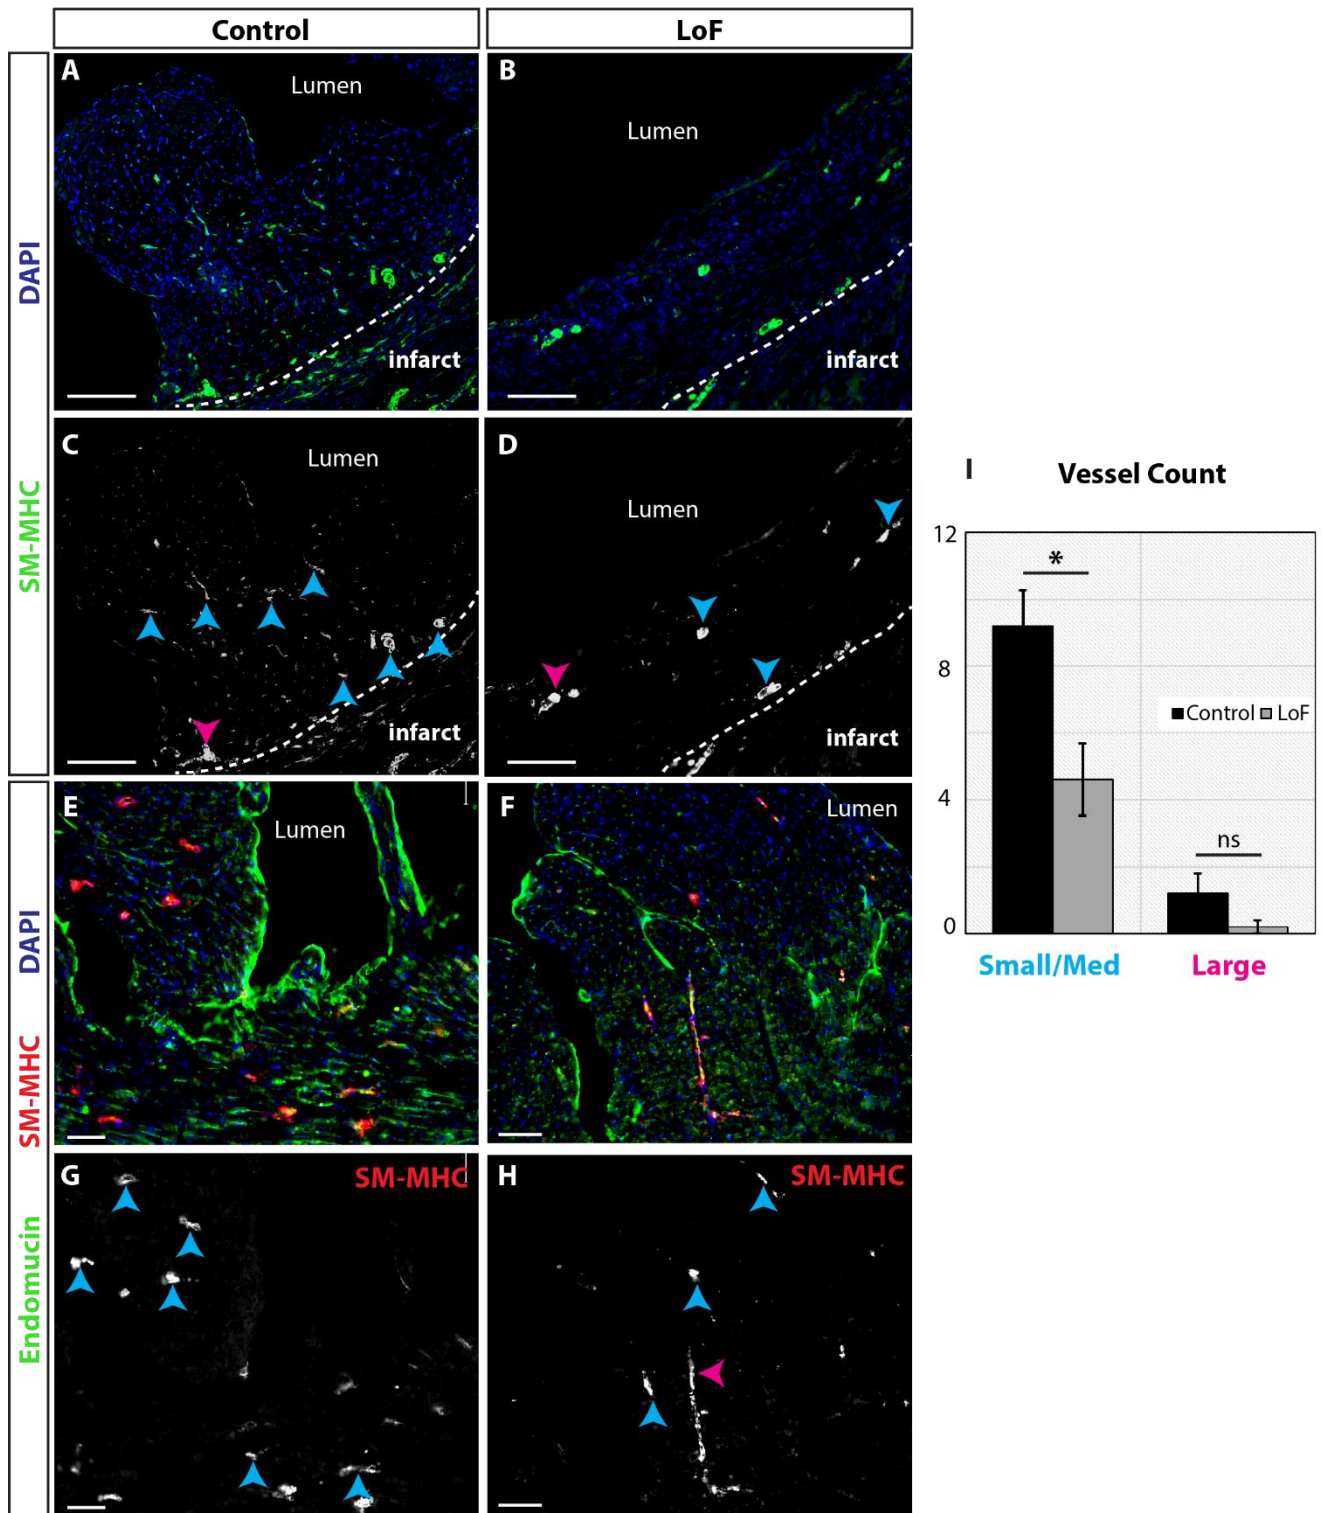 Control
LoF
DAPI
SM-MHC
A
Lumen
infarct
B
Lumen
infarct
C
Lumen
infarct
D
Lumen
infarct
Endomucin
SM-MHC
DAPI
E
Lumen
F
Lumen
G
SM-MHC
H
SM-MHC
I
Vessel Count
12
8
4
0
*
ns
Control
LoF
Small/Med
Large